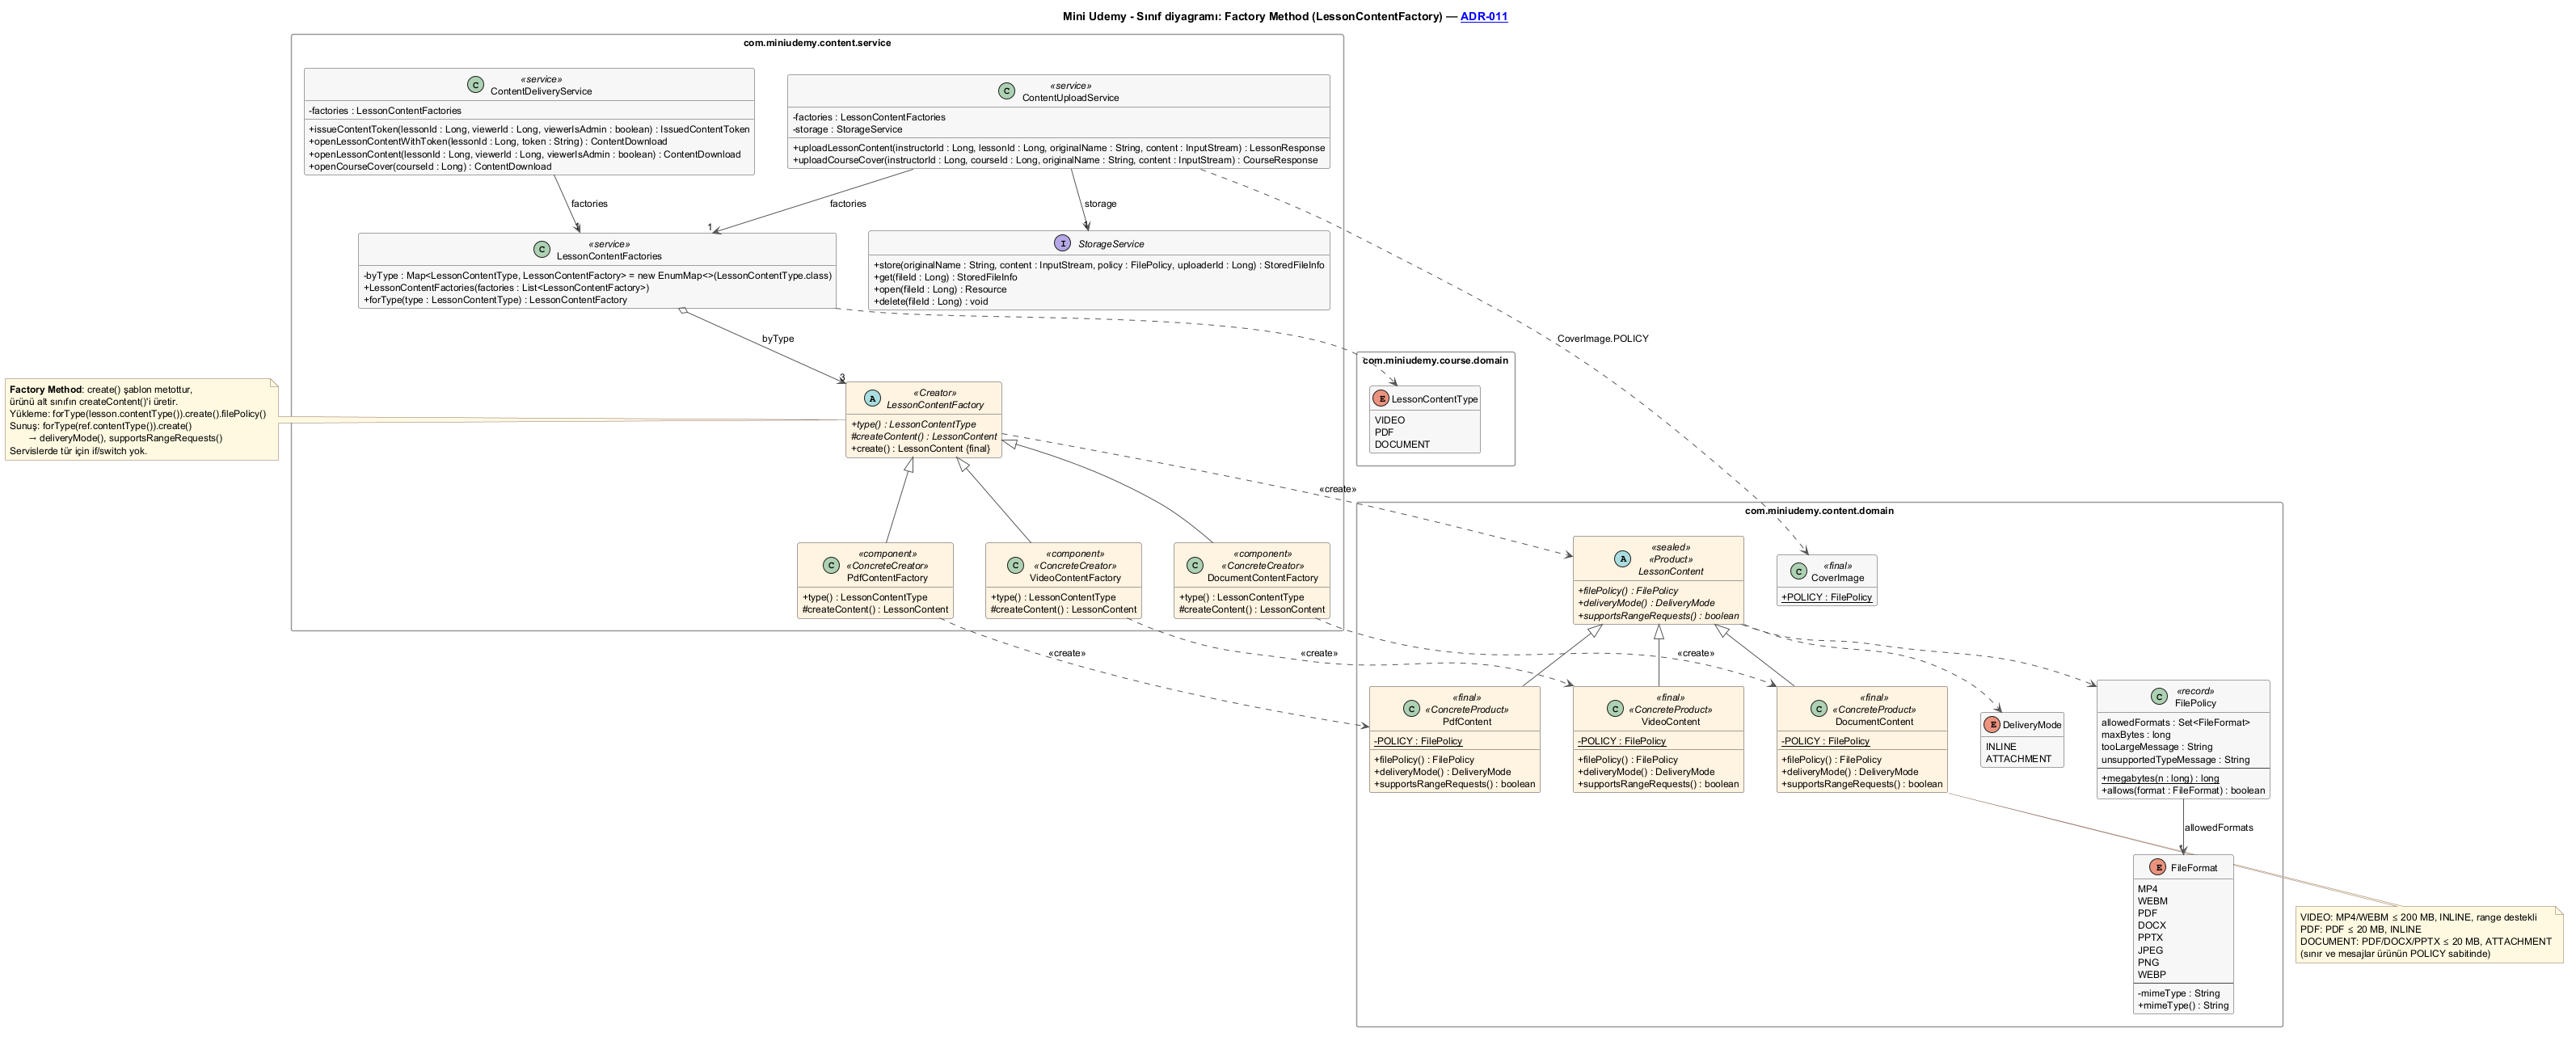 Mini Udemy - Sınıf diyagramı: Factory Method (LessonContentFactory) — ADR-011
com.miniudemy.content.service
«service»
ContentDeliveryService
-factories : LessonContentFactories
+issueContentToken(lessonId : Long, viewerId : Long, viewerIsAdmin : boolean) : IssuedContentToken
+openLessonContentWithToken(lessonId : Long, token : String) : ContentDownload
+openLessonContent(lessonId : Long, viewerId : Long, viewerIsAdmin : boolean) : ContentDownload
+openCourseCover(courseId : Long) : ContentDownload
«service»
ContentUploadService
-factories : LessonContentFactories
-storage : StorageService
+uploadLessonContent(instructorId : Long, lessonId : Long, originalName : String, content : InputStream) : LessonResponse
+uploadCourseCover(instructorId : Long, courseId : Long, originalName : String, content : InputStream) : CourseResponse
factories
factories
1
storage
«service»
LessonContentFactories
-byType : Map<LessonContentType, LessonContentFactory> = new EnumMap<>(LessonContentType.class)
+LessonContentFactories(factories : List<LessonContentFactory>)
+forType(type : LessonContentType) : LessonContentFactory
StorageService
+store(originalName : String, content : InputStream, policy : FilePolicy, uploaderId : Long) : StoredFileInfo
+get(fileId : Long) : StoredFileInfo
+open(fileId : Long) : Resource
+delete(fileId : Long) : void
byType
3
CoverImage.POLICY
com.miniudemy.course.domain
LessonContentType
VIDEO
PDF
DOCUMENT
Factory Method: create() şablon metottur,
ürünü alt sınıfın createContent()'i üretir.
Yükleme: forType(lesson.contentType()).create().filePolicy()
Sunuş: forType(ref.contentType()).create()
→ deliveryMode(), supportsRangeRequests()
Servislerde tür için if/switch yok.
«Creator»
LessonContentFactory
+type() : LessonContentType
#createContent() : LessonContent
+create() : LessonContent {final}
«create»
«component»
«ConcreteCreator»
PdfContentFactory
+type() : LessonContentType
#createContent() : LessonContent
«component»
«ConcreteCreator»
VideoContentFactory
+type() : LessonContentType
#createContent() : LessonContent
«component»
«ConcreteCreator»
DocumentContentFactory
+type() : LessonContentType
#createContent() : LessonContent
com.miniudemy.content.domain
«sealed»
«Product»
LessonContent
+filePolicy() : FilePolicy
+deliveryMode() : DeliveryMode
+supportsRangeRequests() : boolean
«final»
CoverImage
+POLICY : FilePolicy
«create»
«create»
«create»
«final»
«ConcreteProduct»
PdfContent
-POLICY : FilePolicy
+filePolicy() : FilePolicy
+deliveryMode() : DeliveryMode
+supportsRangeRequests() : boolean
«final»
«ConcreteProduct»
VideoContent
-POLICY : FilePolicy
+filePolicy() : FilePolicy
+deliveryMode() : DeliveryMode
+supportsRangeRequests() : boolean
«final»
«ConcreteProduct»
DocumentContent
-POLICY : FilePolicy
+filePolicy() : FilePolicy
+deliveryMode() : DeliveryMode
+supportsRangeRequests() : boolean
DeliveryMode
INLINE
ATTACHMENT
«record»
FilePolicy
allowedFormats : Set<FileFormat>
maxBytes : long
tooLargeMessage : String
unsupportedTypeMessage : String
+megabytes(n : long) : long
+allows(format : FileFormat) : boolean
allowedFormats
FileFormat
MP4
WEBM
PDF
DOCX
PPTX
JPEG
PNG
WEBP
-mimeType : String
+mimeType() : String
VIDEO: MP4/WEBM ≤ 200 MB, INLINE, range destekli
PDF: PDF ≤ 20 MB, INLINE
DOCUMENT: PDF/DOCX/PPTX ≤ 20 MB, ATTACHMENT
(sınır ve mesajlar ürünün POLICY sabitinde)